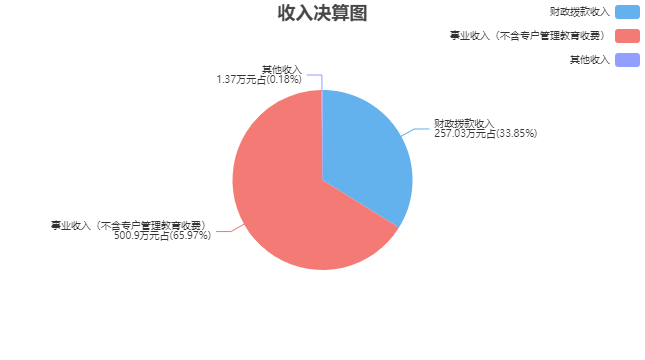 收入决算图
财政拨款收入
事业收入（不含专户管理教育收费）
其他收入
其他收入
1.37万元占(0.18%)
财政拨款收入
257.03万元占(33.85%)
事业收入（不含专户管理教育收费）
500.9万元占(65.97%)